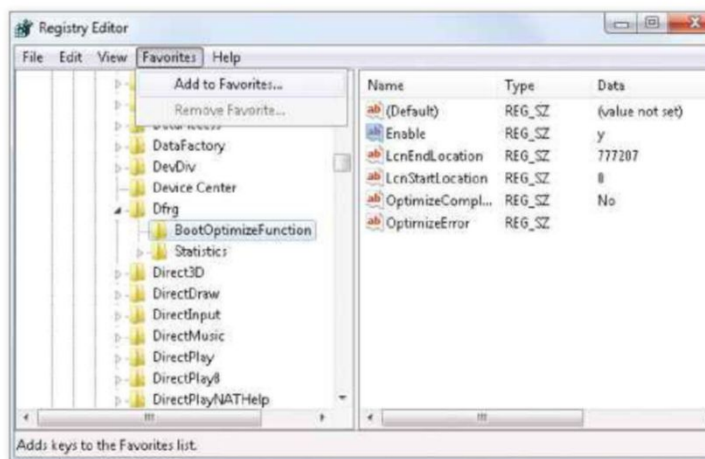 Registry Editor
File Edit View Favorites Help
Add to Favorites...
Remove Favorite...
DataFactory
DevDiv
Device Center
Dfrg
BootOptimizeFunction
Statistics
Direct3D
DirectDraw
DirectInput
DirectMusic
DirectPlay
DirectPlay8
DirectPlayNATHelp
Name Type Data
(Default) REG_SZ (value not set)
Enable REG_SZ y
LcnEndLocation REG_SZ 777207
LcnStartLocation REG_SZ
OptimizeCompl... REG_SZ No
OptimizeError REG_SZ
Adds keys to the Favorites list.